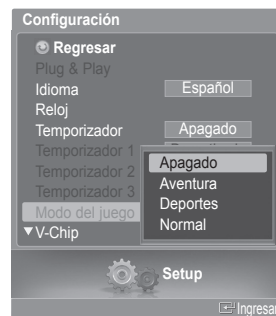 Configuración
Regresar
Plug & Play
Idioma Español
Reloj
Temporizador Apagado
Temporizador 1
Temporizador 2 Apagado
Temporizador 3 Aventura
Modo del juego Deportes
▼V-Chip Normal
Setup
Ingresar